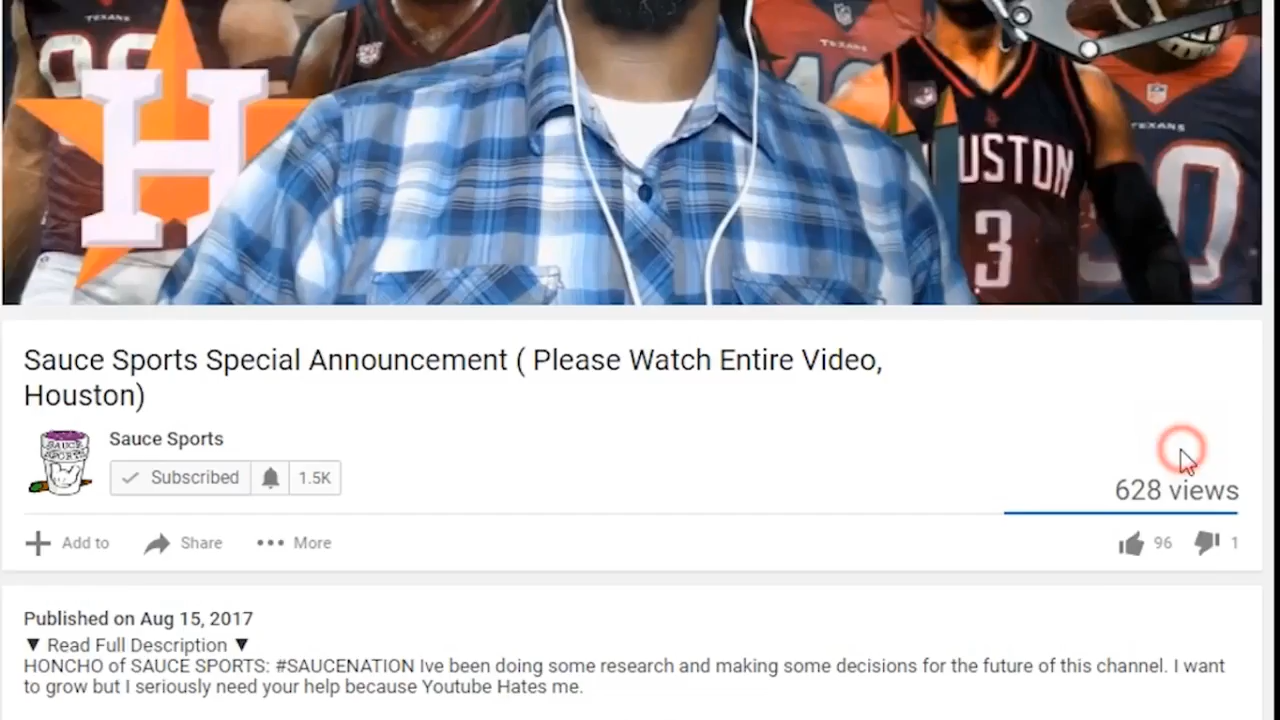 TEXANS
H
TEXANS
TEXANS
USTON
3
0
Sauce Sports Special Announcement ( Please Watch Entire Video,
Houston)
SAUCE
SPORTS
Sauce Sports
Subscribed 1.5K
628 views
Add to Share More 96 1
Published on Aug 15, 2017
▼ Read Full Description ▼
HONCHO of SAUCE SPORTS: #SAUCENATION Ive been doing some research and making some decisions for the future of this channel. I want
to grow but I seriously need your help because Youtube Hates me.